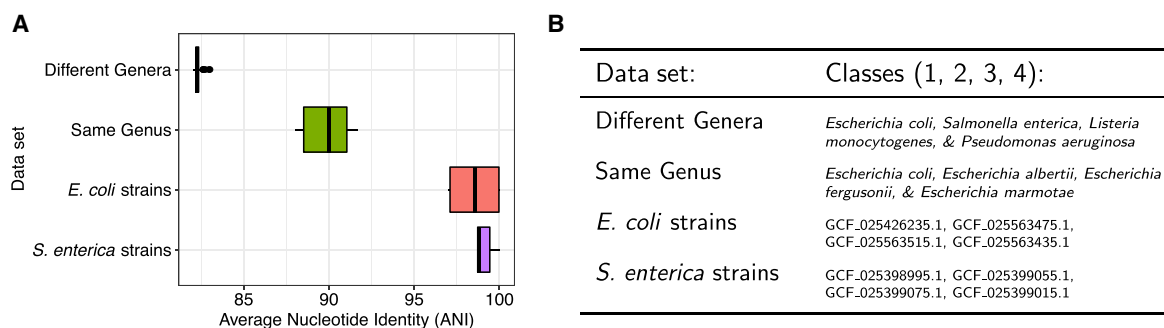 A
Data set
Different Genera
Same Genus
E. coli strains
S. enterica strains
85 90 95 100
Average Nucleotide Identity (ANI)
B
Data set: Classes (1, 2, 3, 4):
Different Genera Escherichia coli, Salmonella enterica, Listeria
monocytogenes, & Pseudomonas aeruginosa
Same Genus Escherichia coli, Escherichia albertii, Escherichia
fergusonii, & Escherichia marmotae
E. coli strains GCF_025426235.1, GCF_025563475.1,
GCF_025563515.1, GCF_025563435.1
S. enterica strains GCF_025398995.1, GCF_025399055.1,
GCF_025399075.1, GCF_025399015.1